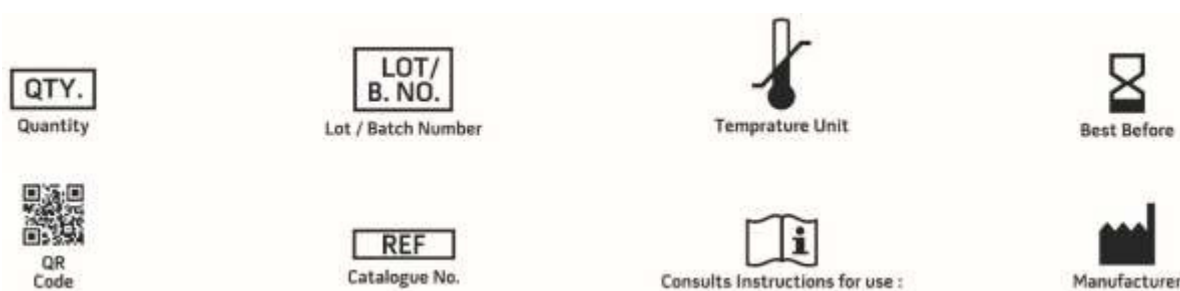 QTY.
Quantity
LOT/
B. NO.
Lot / Batch Number
Temprature Unit
Best Before
QR
Code
REF
Catalogue No.
i
Consults Instructions for use :
Manufacturer